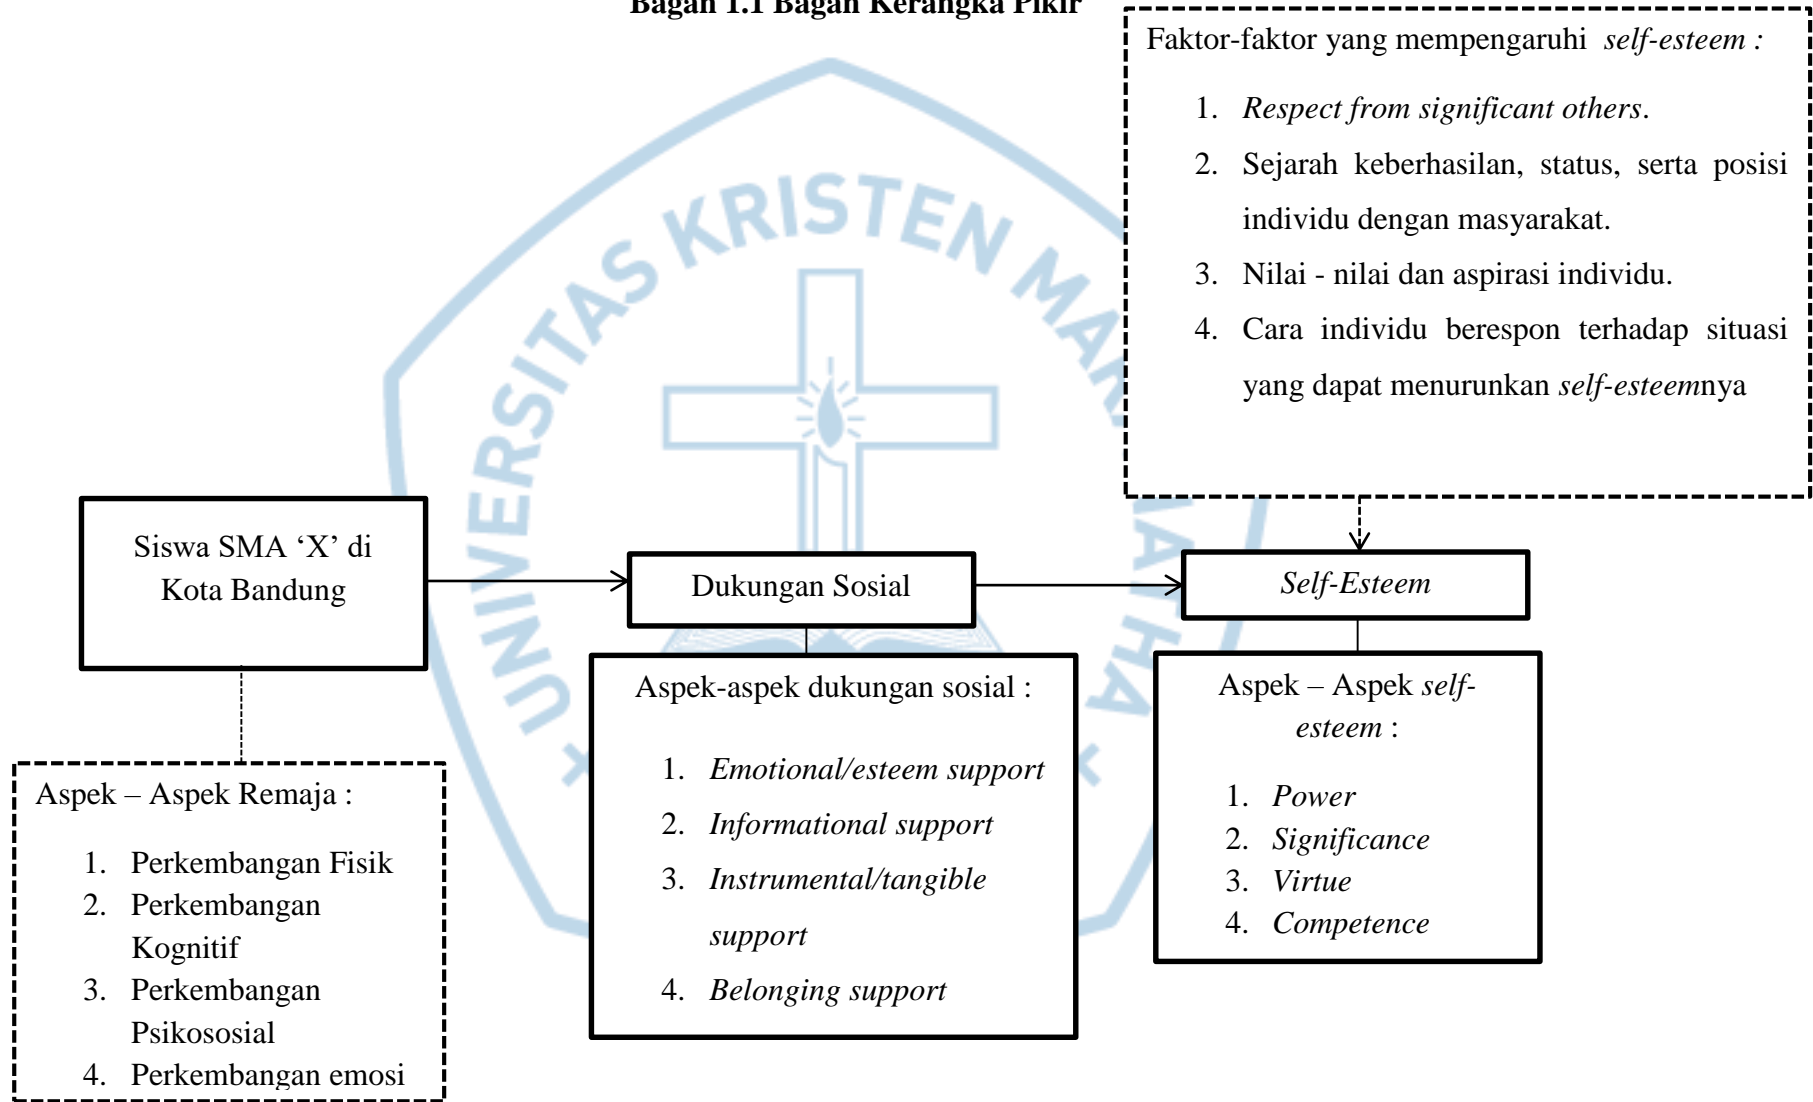 Bagan 1.1 Bagan Kerangka Pikir
Faktor-faktor yang mempengaruhi self-esteem :
1. Respect from significant others.
2. Sejarah keberhasilan, status, serta posisi
individu dengan masyarakat.
3. Nilai - nilai dan aspirasi individu.
4. Cara individu berespon terhadap situasi
yang dapat menurunkan self-esteemnya
Siswa SMA ‘X’ di
Kota Bandung
Dukungan Sosial
Self-Esteem
Aspek – Aspek Remaja :
1. Perkembangan Fisik
2. Perkembangan
Kognitif
3. Perkembangan
Psikososial
4. Perkembangan emosi
Aspek-aspek dukungan sosial :
1. Emotional/esteem support
2. Informational support
3. Instrumental/tangible
support
4. Belonging support
Aspek – Aspek self-
esteem :
1. Power
2. Significance
3. Virtue
4. Competence
UNIVERSITAS KRISTEN MARANATHA